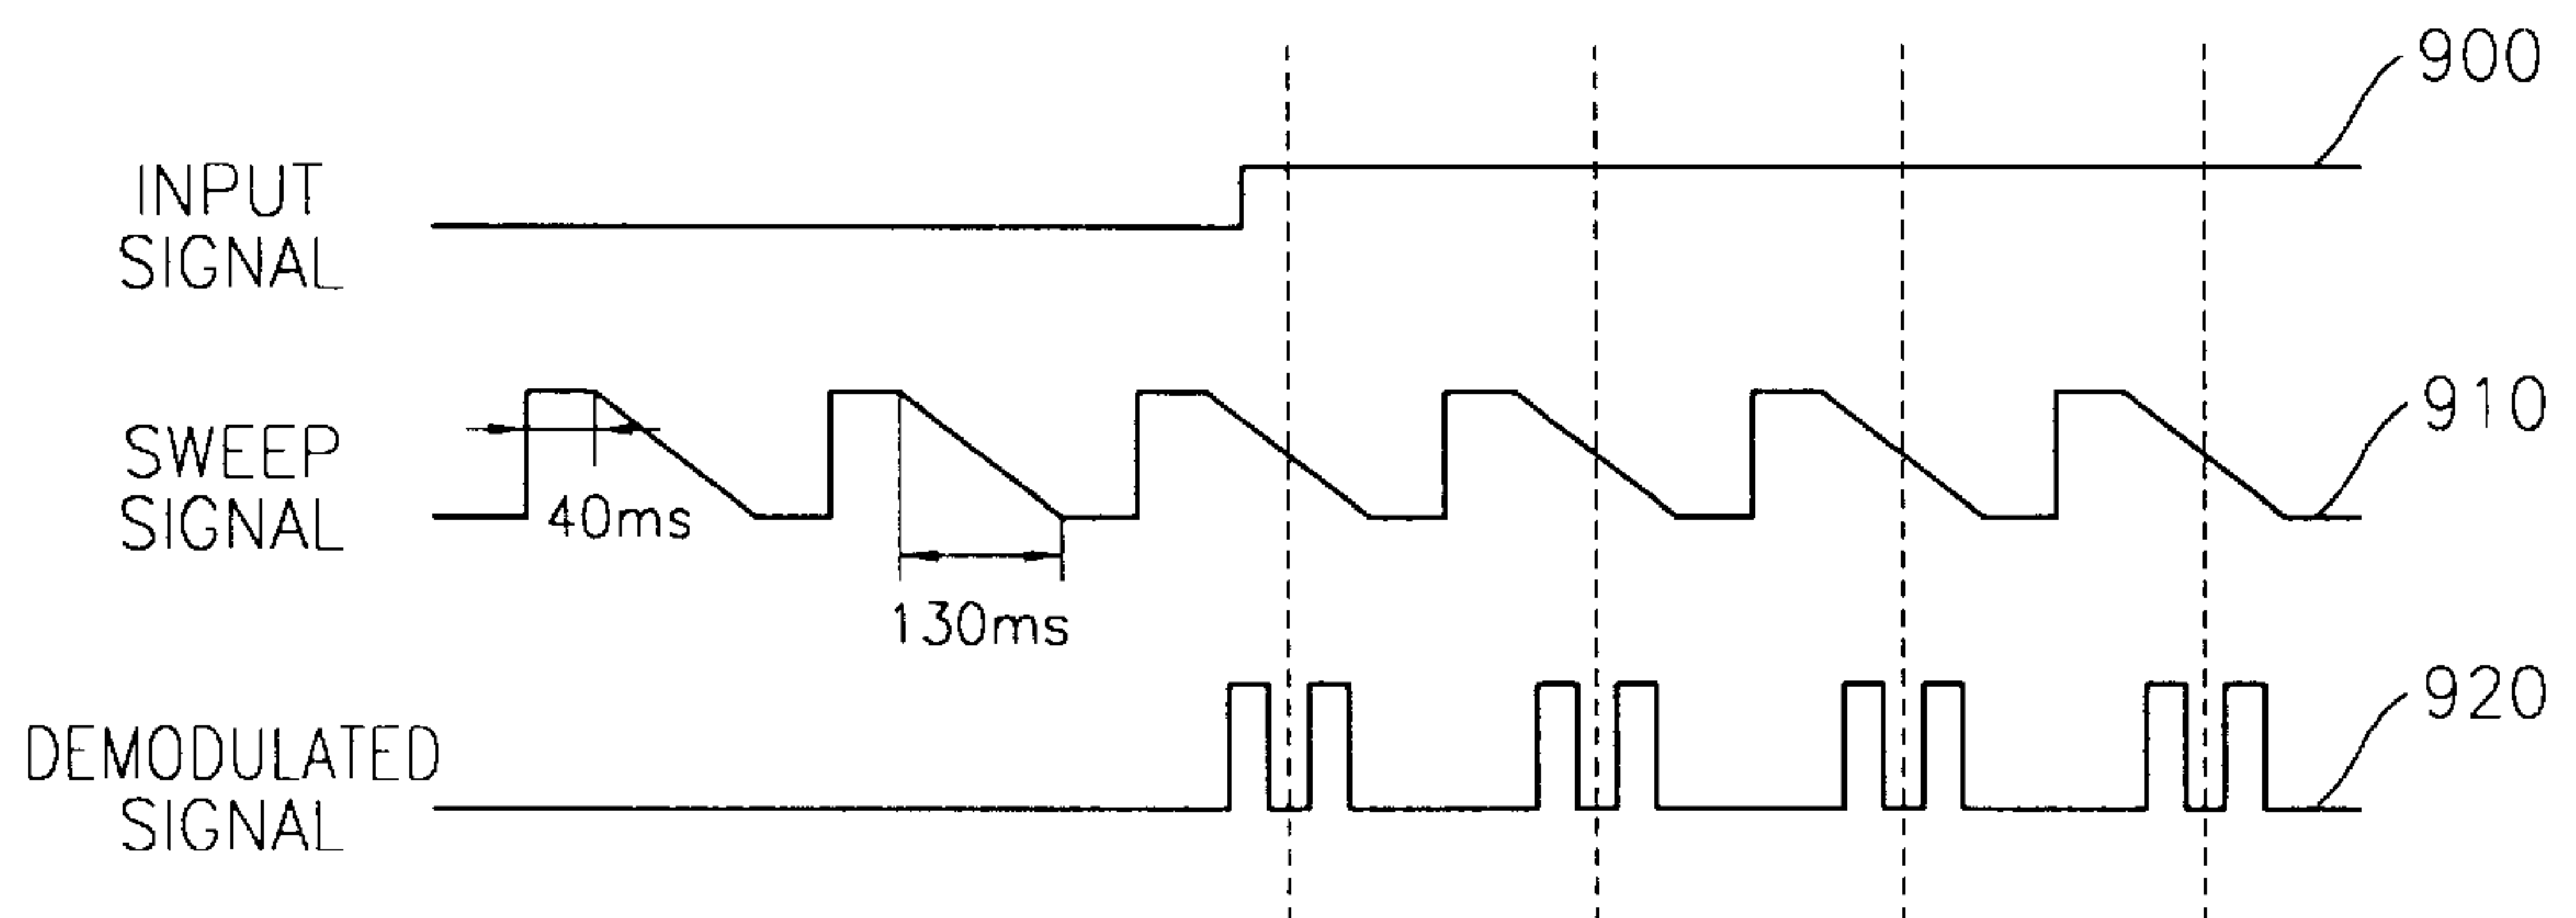 900
INPUT
SIGNAL
910
SWEEP
SIGNAL
40ms
130ms
920
DEMODULATED
SIGNAL